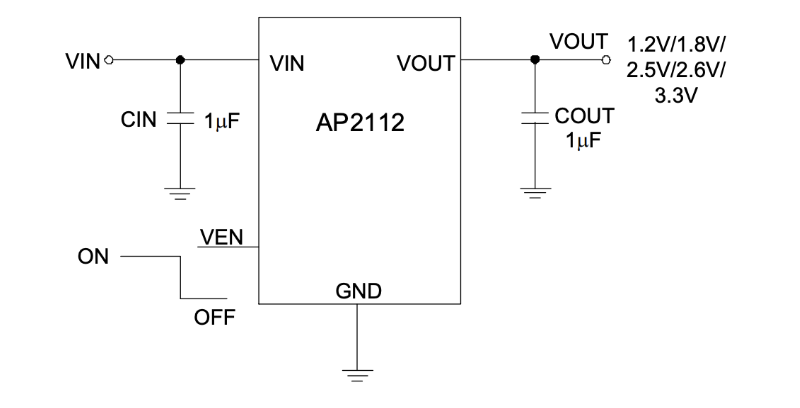 VIN
VIN
VOUT
VOUT
1.2V/1.8V/
2.5V/2.6V/
3.3V
CIN
1μF
AP2112
COUT
1μF
VEN
ON
OFF
GND